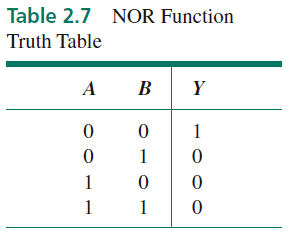 Table 2.7 NOR Function
Truth Table
A B Y
0 0 1
0 1 0
1 0 0
1 1 0